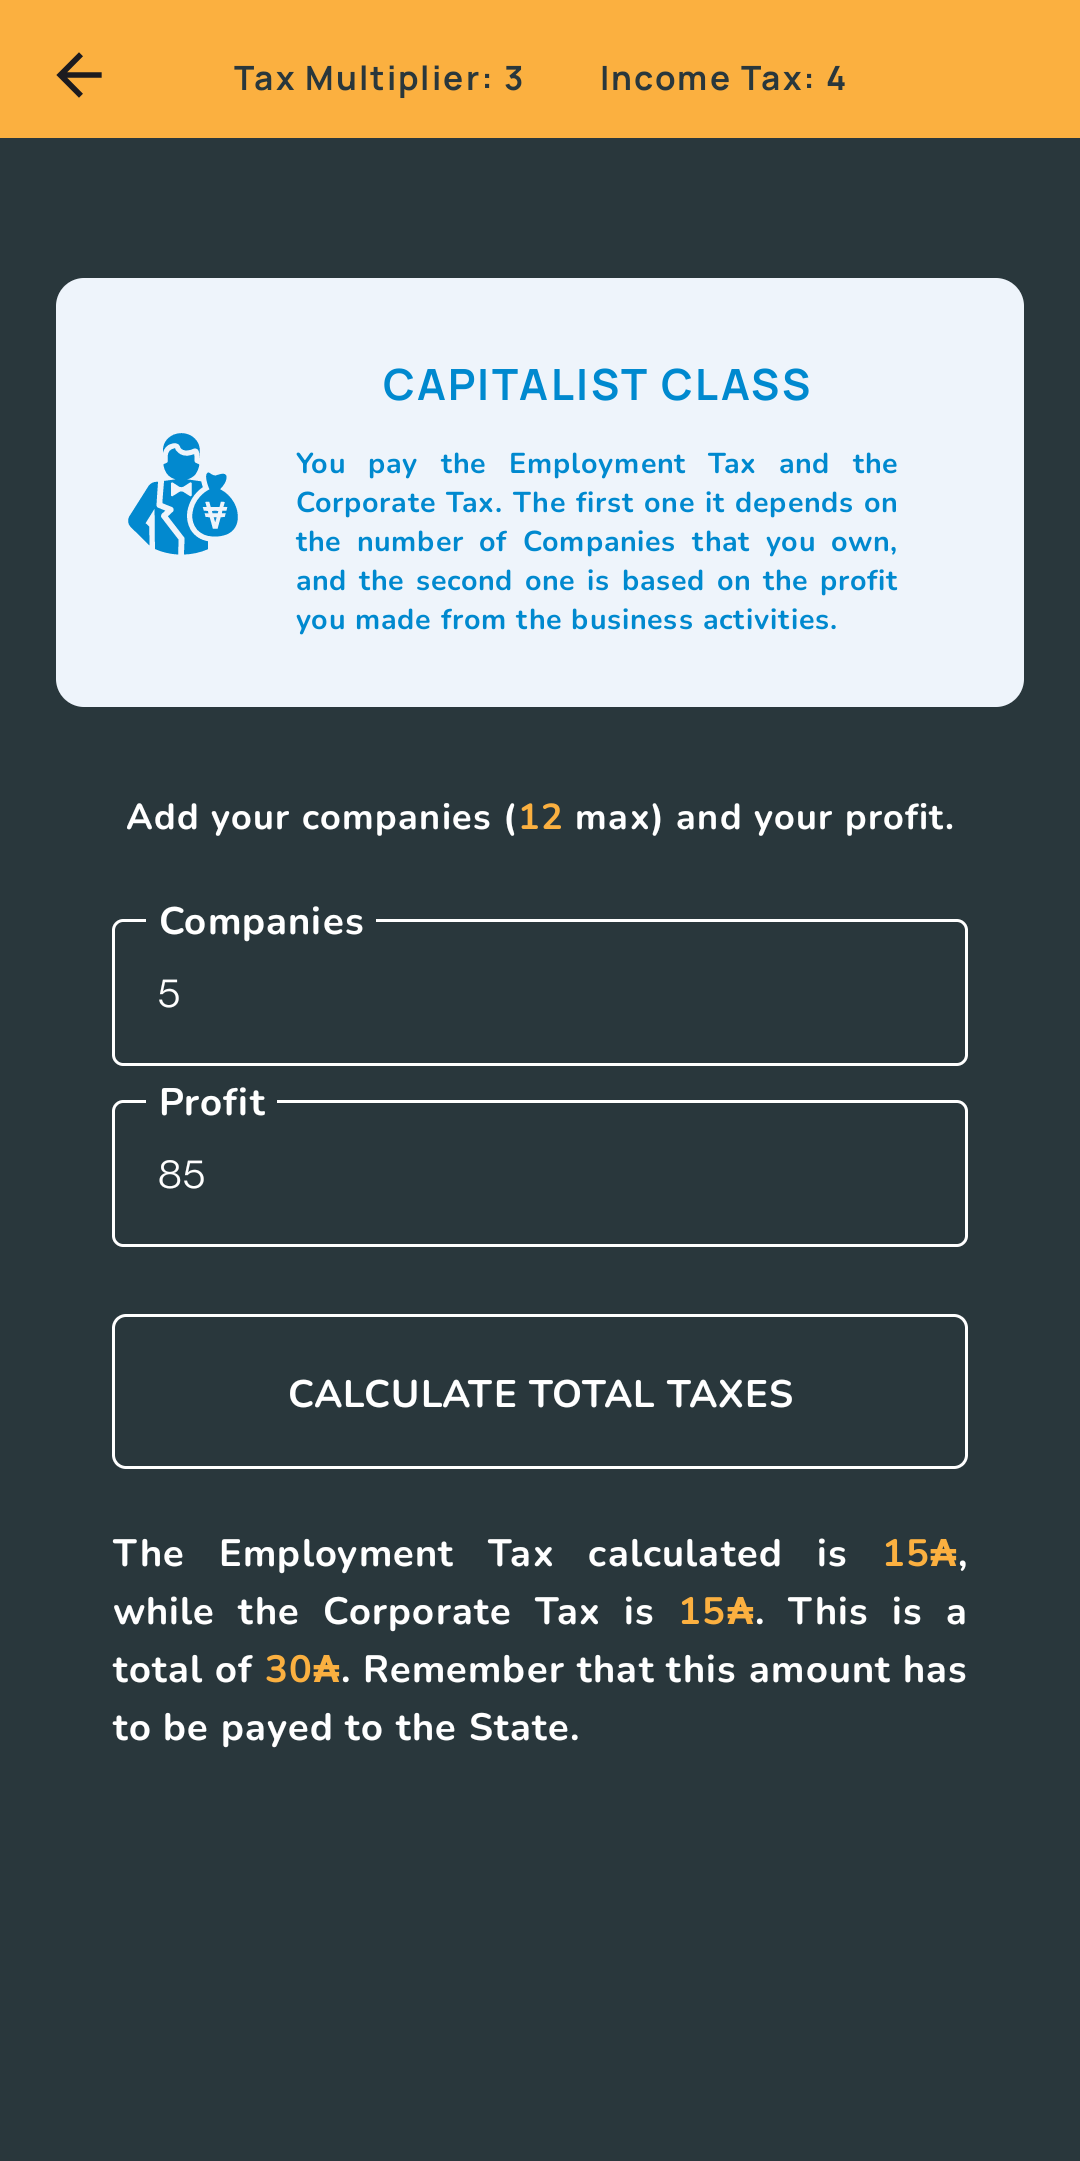 Tax Multiplier: 3 Income Tax: 4
CAPITALIST CLASS
You pay the Employment Tax and the
Corporate Tax. The first one it depends on
the number of Companies that you own,
and the second one is based on the profit
you made from the business activities.
Add your companies (12 max) and your profit.
Companies
5
Profit
85
CALCULATE TOTAL TAXES
The Employment Tax calculated is 15₳,
while the Corporate Tax is 15₳. This is a
total of 30₳. Remember that this amount has
to be payed to the State.